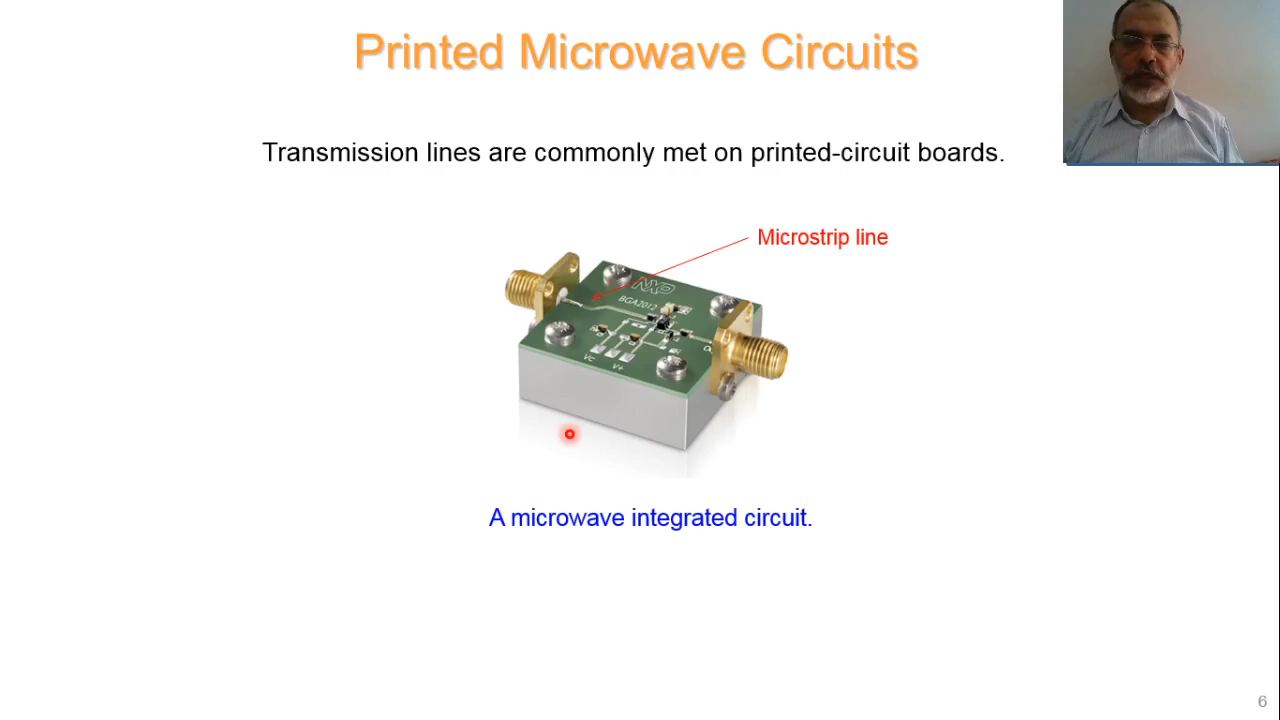 Printed Microwave Circuits
Transmission lines are commonly met on printed-circuit boards.
Microstrip line
NXP
BGA2012
VC
V+
A microwave integrated circuit.
6